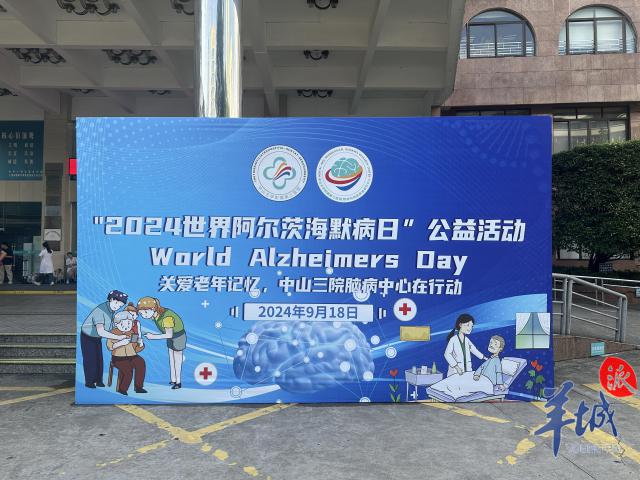 "2024世界阿尔茨海默病日"公益活动
World Alzheimers Day
关爱老年记忆，中山三院脑病中心在行动
2024年9月18日
羊城
派